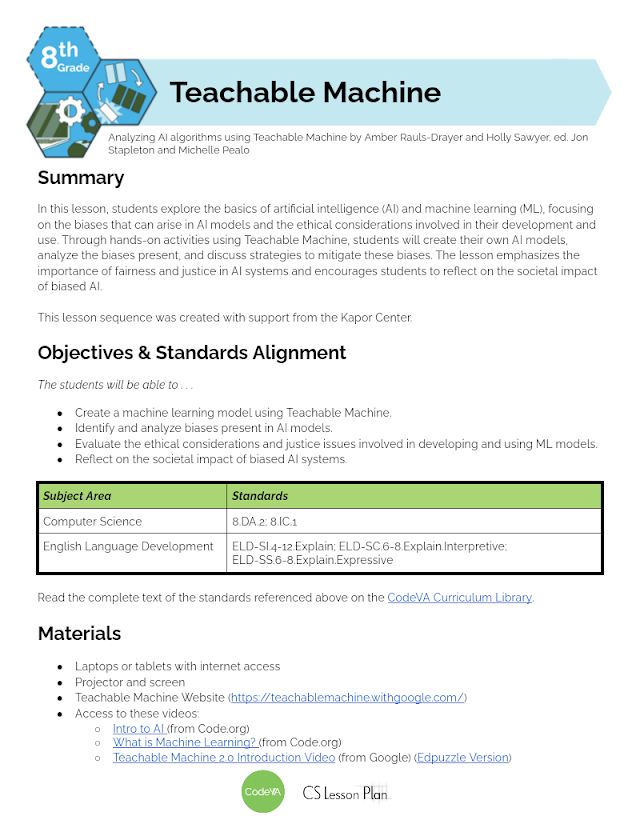 8th
Grade
Teachable Machine
Analyzing AI algorithms using Teachable Machine by Amber Rauls-Drayer and Holly Sawyer, ed. Jon
Stapleton and Michelle Pealo
Summary
In this lesson, students explore the basics of artificial intelligence (AI) and machine learning (ML), focusing
on the biases that can arise in AI models and the ethical considerations involved in their development and
use. Through hands-on activities using Teachable Machine, students will create their own AI models,
analyze the biases present, and discuss strategies to mitigate these biases. The lesson emphasizes the
importance of fairness and justice in AI systems and encourages students to reflect on the societal impact
of biased AI.
This lesson sequence was created with support from the Kapor Center.
Objectives & Standards Alignment
The students will be able to . . .
● Create a machine learning model using Teachable Machine.
● Identify and analyze biases present in AI models.
● Evaluate the ethical considerations and justice issues involved in developing and using ML models.
● Reflect on the societal impact of biased AI systems.
Subject Area Standards
Computer Science 8.DA.2; 8.IC.1
English Language Development ELD-SI.4-12.Explain; ELD-SC.6-8.Explain.Interpretive;
ELD-SS.6-8.Explain.Expressive
Read the complete text of the standards referenced above on the CodeVA Curriculum Library.
Materials
● Laptops or tablets with internet access
● Projector and screen
● Teachable Machine Website (https://teachablemachine.withgoogle.com/)
● Access to these videos:
○ Intro to AI (from Code.org)
○ What is Machine Learning? (from Code.org)
○ Teachable Machine 2.0 Introduction Video (from Google) (Edpuzzle Version)
CodeVA CS Lesson Plan